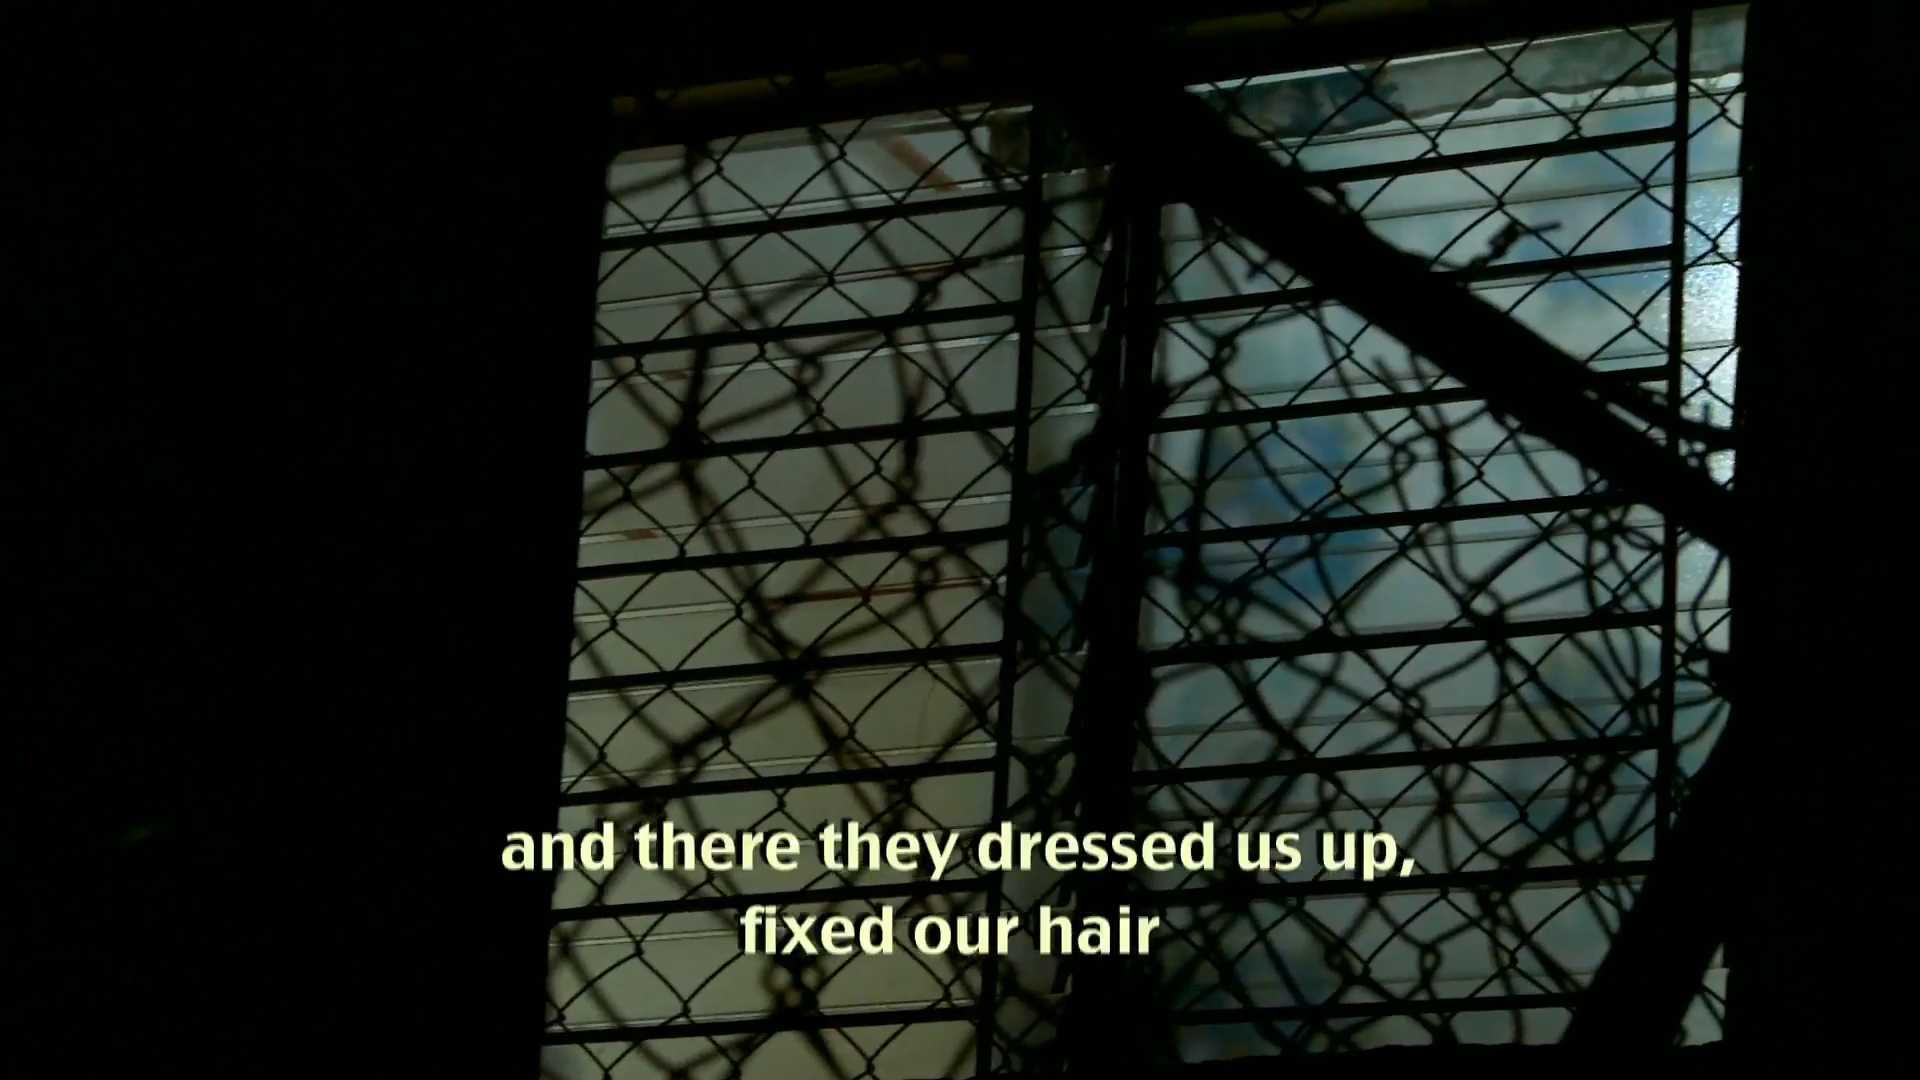 and there they dressed us up,
fixed our hair